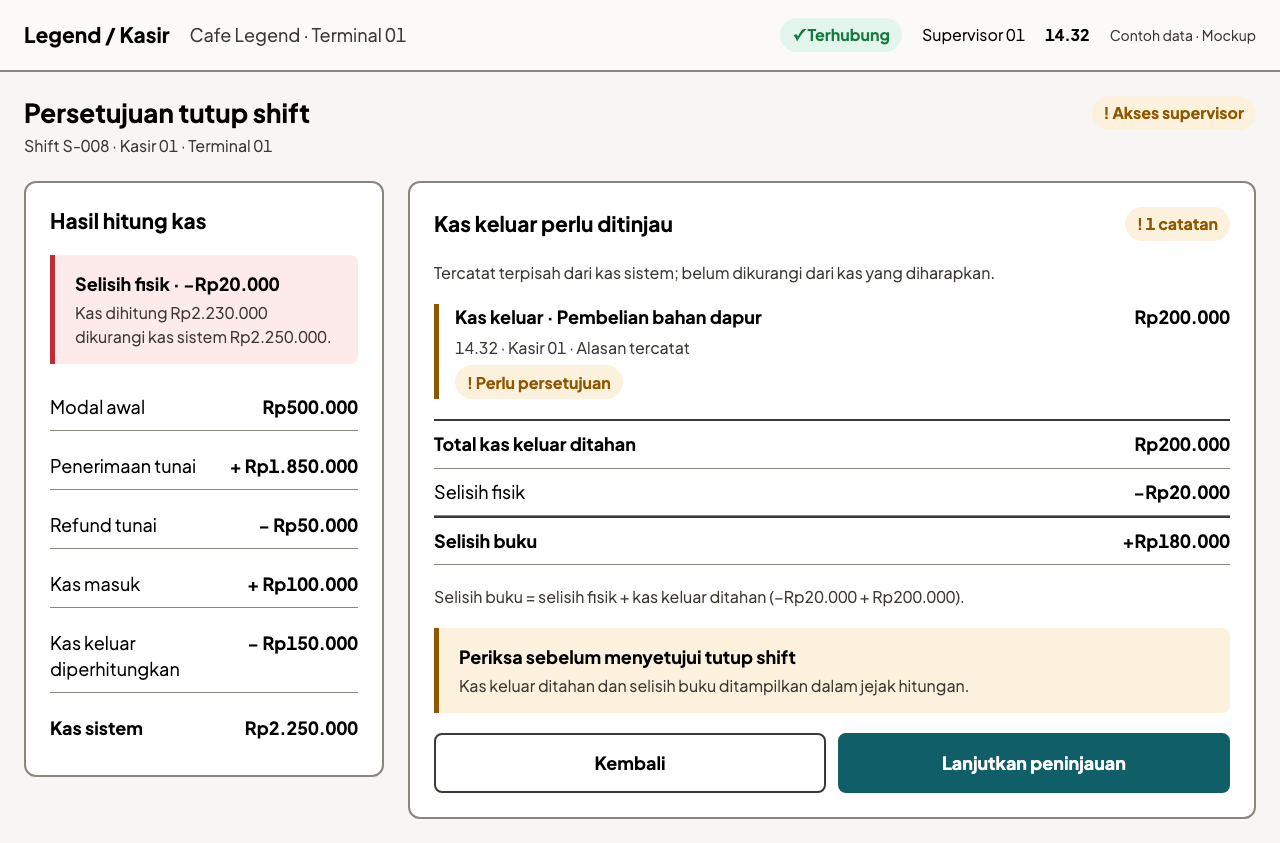 Legend / Kasir
Cafe Legend · Terminal 01
✓Terhubung
Supervisor 01
14.32
Contoh data · Mockup
Persetujuan tutup shift
! Akses supervisor
Shift S-008 · Kasir 01 · Terminal 01
Hasil hitung kas
Selisih fisik · −Rp20.000
Kas dihitung Rp2.230.000
dikurangi kas sistem Rp2.250.000.
Modal awal Rp500.000
Penerimaan tunai + Rp1.850.000
Refund tunai − Rp50.000
Kas masuk + Rp100.000
Kas keluar − Rp150.000
diperhitungkan
Kas sistem Rp2.250.000
Kas keluar perlu ditinjau
! 1 catatan
Tercatat terpisah dari kas sistem; belum dikurangi dari kas yang diharapkan.
Kas keluar · Pembelian bahan dapur Rp200.000
14.32 · Kasir 01 · Alasan tercatat
! Perlu persetujuan
Total kas keluar ditahan Rp200.000
Selisih fisik −Rp20.000
Selisih buku +Rp180.000
Selisih buku = selisih fisik + kas keluar ditahan (−Rp20.000 + Rp200.000).
Periksa sebelum menyetujui tutup shift
Kas keluar ditahan dan selisih buku ditampilkan dalam jejak hitungan.
Kembali
Lanjutkan peninjauan